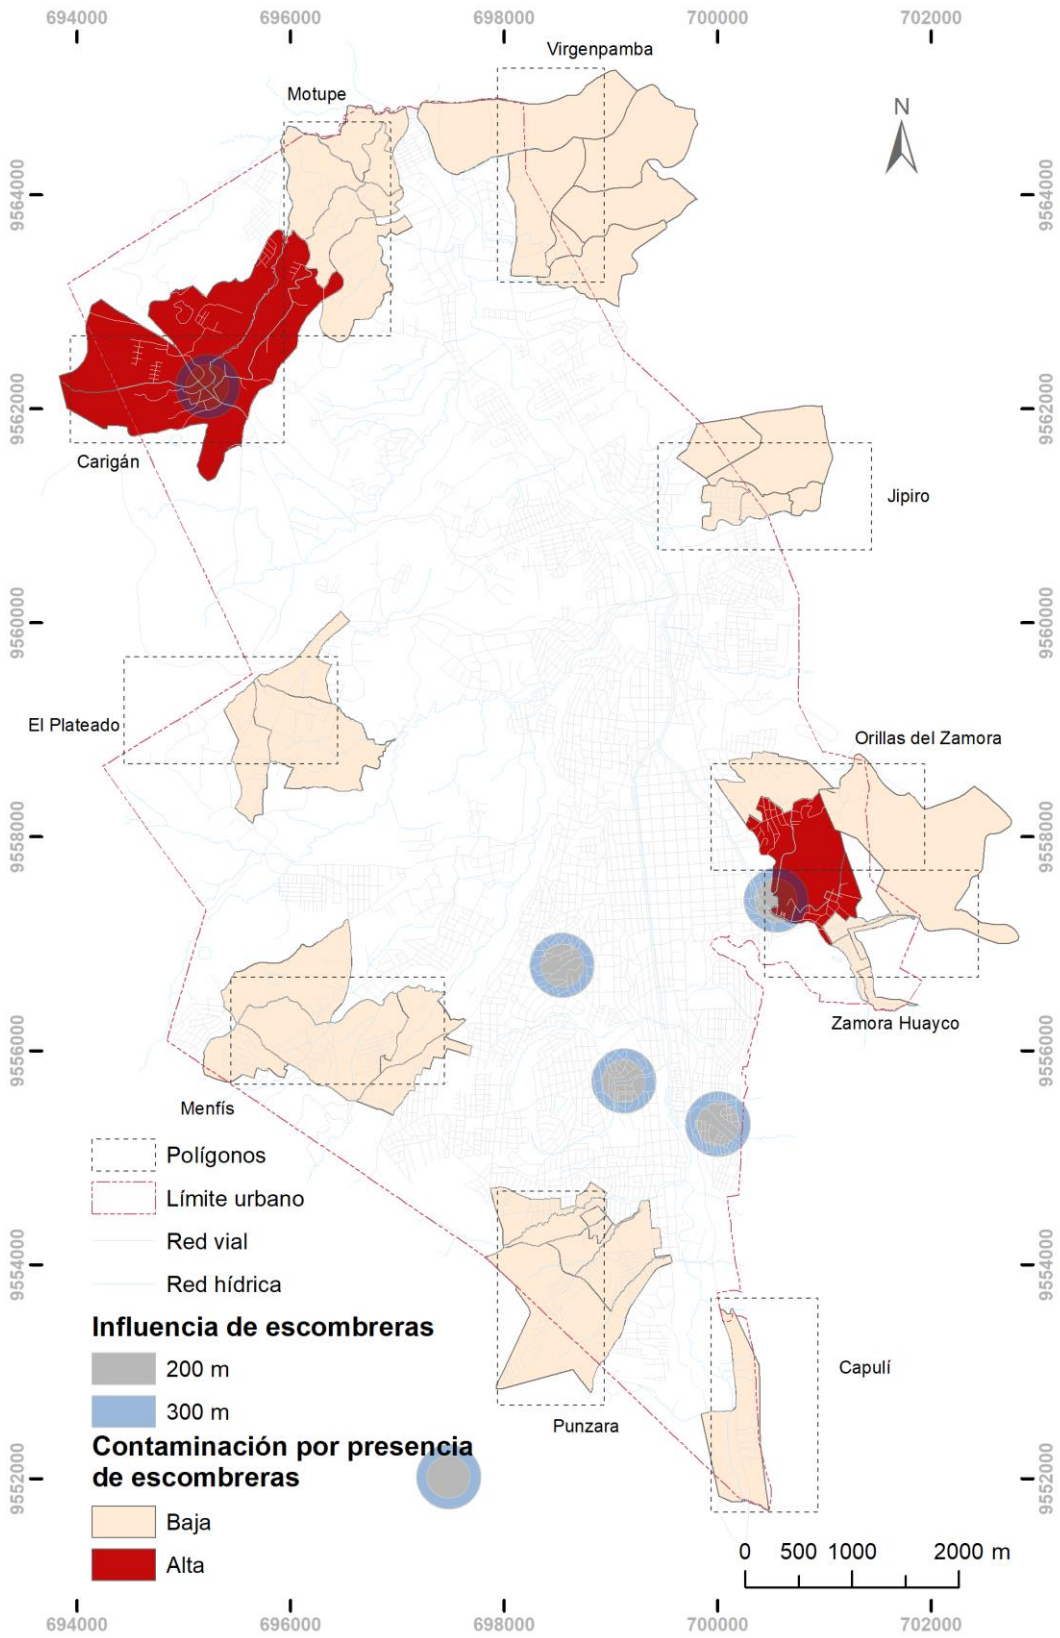 694000 696000 698000 700000 702000
Virgenpamba
Motupe
N
9564000 9564000
9562000 9562000
Carigán
Jipiro
9560000 9560000
El Plateado
Orillas del Zamora
9558000 9558000
Zamora Huayco
9556000 9556000
Menfís
Polígonos
Límite urbano
Red vial
Red hídrica
9554000 9554000
Influencia de escombreras
200 m
300 m
Capulí
Punzara
Contaminación por presencia
de escombreras
9552000 9552000
Baja
Alta
0 500 1000 2000 m
694000 696000 698000 700000 702000